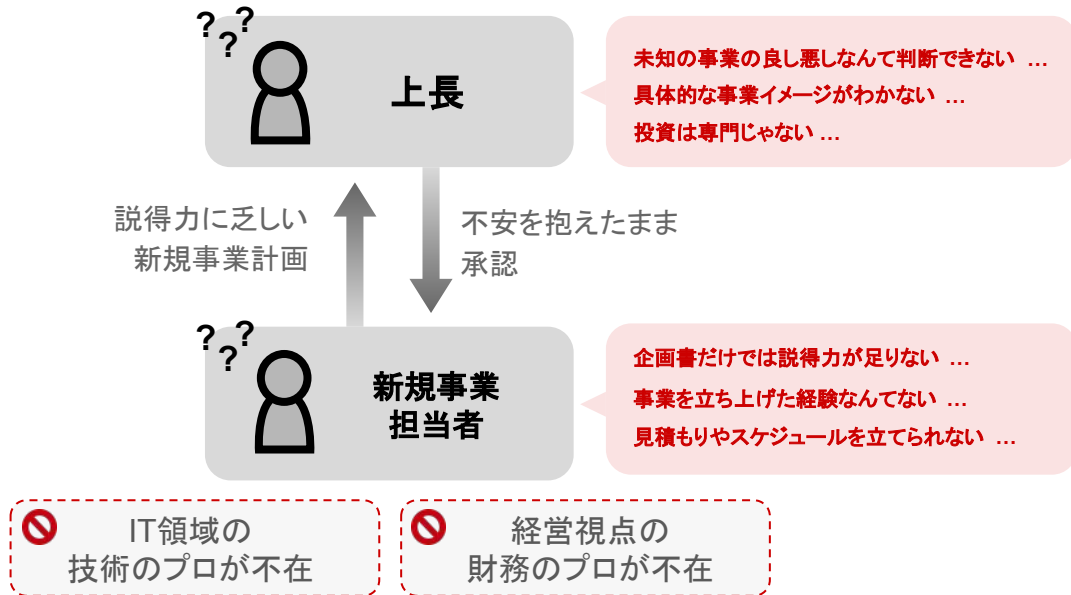 ???
上長
未知の事業の良し悪しなんて判断できない …
具体的な事業イメージがわかない …
投資は専門じゃない …
説得力に乏しい
新規事業計画
不安を抱えたまま
承認
???
新規事業
担当者
企画書だけでは説得力が足りない …
事業を立ち上げた経験なんてない …
見積もりやスケジュールを立てられない …
IT領域の
技術のプロが不在
経営視点の
財務のプロが不在